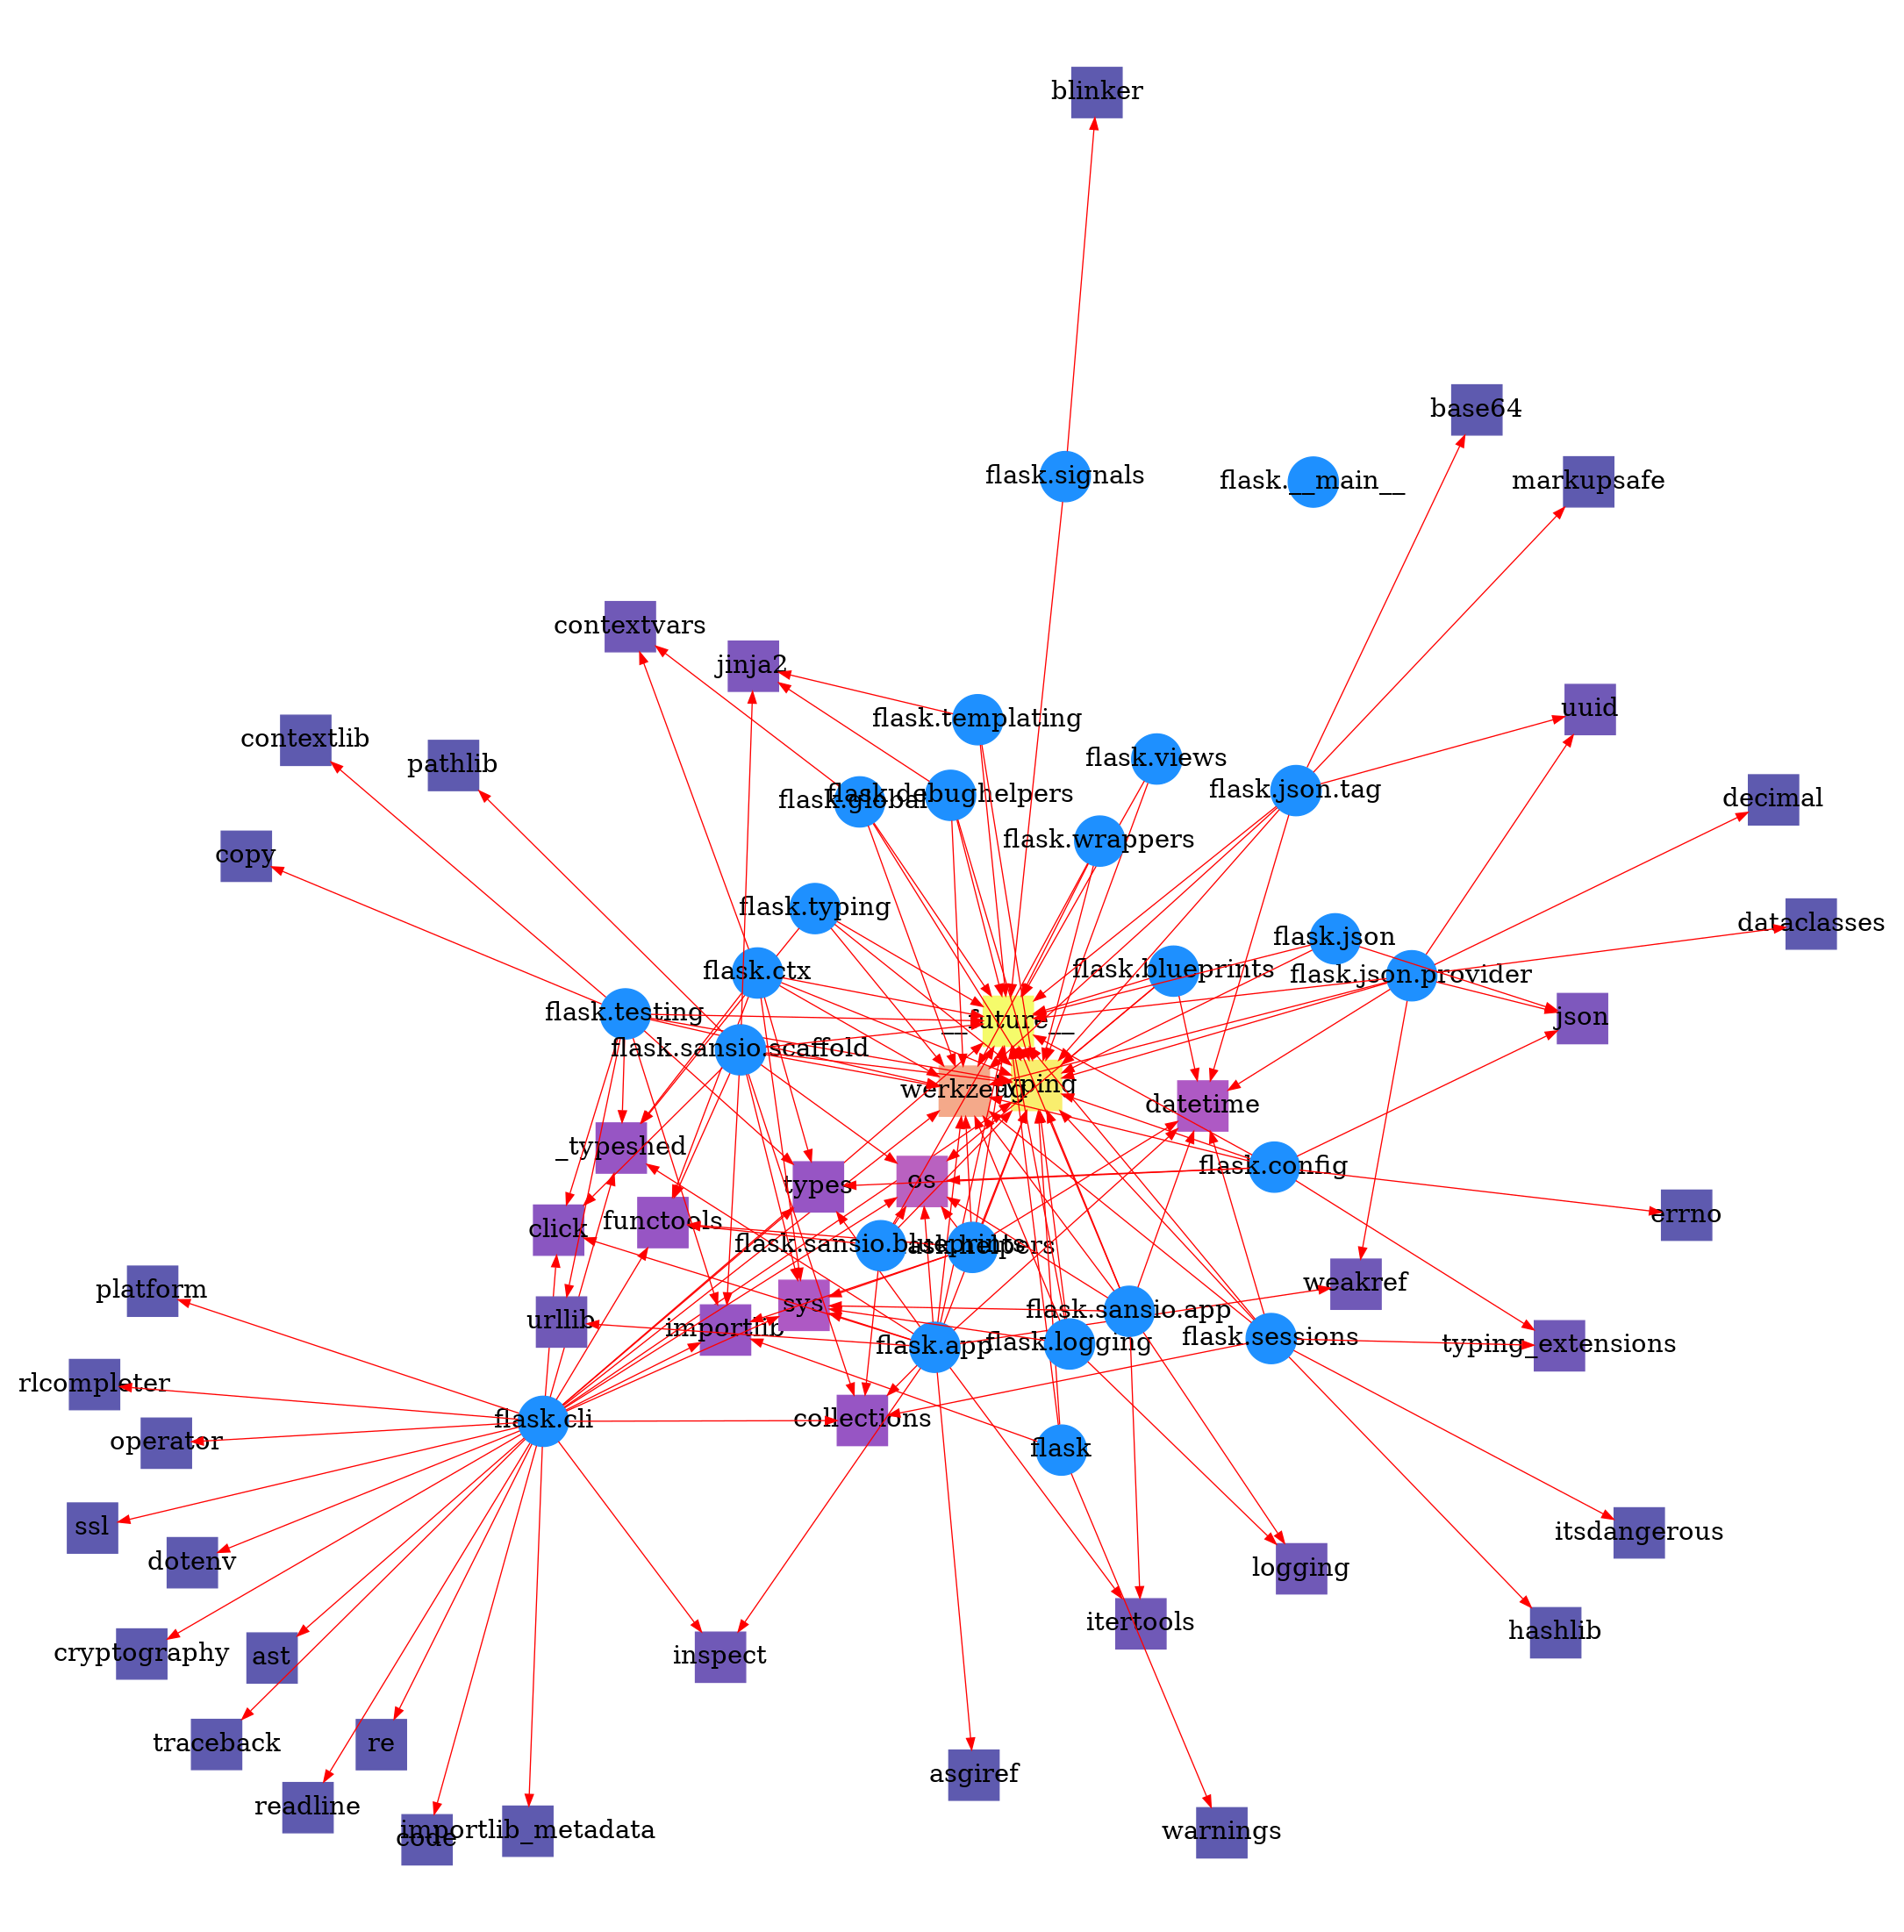 blinker
base64
flask.signals
flask.__main__
markupsafe
contextvars
jinja2
uuid
flask.templating
contextlib
flask.views
pathlib
flask.json.tag
flask.debughelpers
decimal
flask.wrappers
copy
flask.typing
dataclasses
flask.json
flask.ctx
flask.blueprints
flask.json.provider
flask.testing
__future__
json
flask.sansio.scaffold
werkzeug
typing
datetime
_typeshed
flask.config
os
types
errno
functools
click
flask.sansio.blueprints
weakref
platform
sys
flask.sansio.app
urllib
importlib
flask.app
flask.logging
flask.sessions
typing_extensions
rlcompleter
flask.cli
collections
operator
flask
ssl
itsdangerous
dotenv
logging
itertools
hashlib
cryptography
ast
inspect
traceback
re
asgiref
readline
importlib_metadata
code
warnings